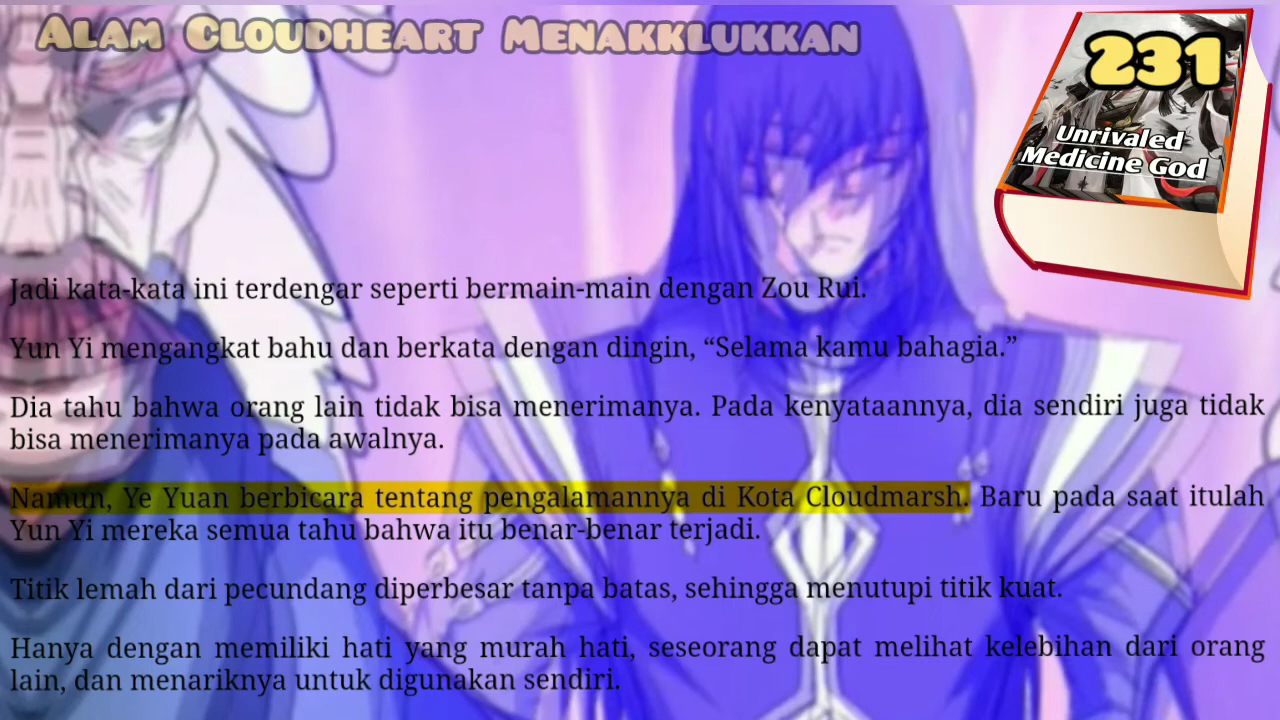 Alam Cloudheart Menakklukkan
231
Unrivaled
Medicine God
Jadi kata-kata ini terdengar seperti bermain-main dengan Zou Rui.
Yun Yi mengangkat bahu dan berkata dengan dingin, “Selama kamu bahagia.”
Dia tahu bahwa orang lain tidak bisa menerimanya. Pada kenyataannya, dia sendiri juga tidak
bisa menerimanya pada awalnya.
Namun, Ye Yuan berbicara tentang pengalamannya di Kota Cloudmarsh. Baru pada saat itulah
Yun Yi mereka semua tahu bahwa itu benar-benar terjadi.
Titik lemah dari pecundang diperbesar tanpa batas, sehingga menutupi titik kuat.
Hanya dengan memiliki hati yang murah hati, seseorang dapat melihat kelebihan dari orang
lain, dan menariknya untuk digunakan sendiri.